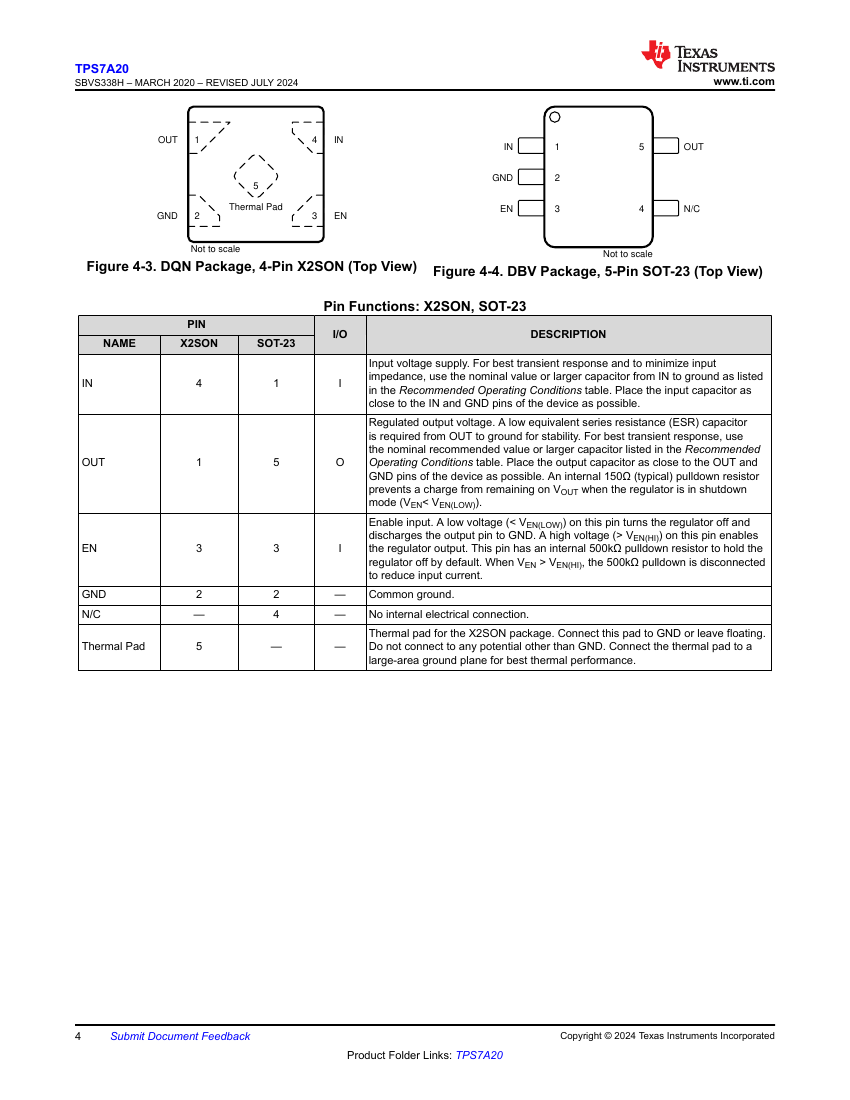 TEXAS
INSTRUMENTS
www.ti.com
TPS7A20
SBVS338H – MARCH 2020 – REVISED JULY 2024
OUT 1 4 IN
5
Thermal Pad
GND 2 3 EN
Not to scale
Figure 4-3. DQN Package, 4-Pin X2SON (Top View)
IN 1 5 OUT
GND 2
EN 3 4 N/C
Not to scale
Figure 4-4. DBV Package, 5-Pin SOT-23 (Top View)
Pin Functions: X2SON, SOT-23
PIN I/O DESCRIPTION
NAME X2SON SOT-23
IN 4 1 I
Input voltage supply. For best transient response and to minimize input
impedance, use the nominal value or larger capacitor from IN to ground as listed
in the Recommended Operating Conditions table. Place the input capacitor as
close to the IN and GND pins of the device as possible.
OUT 1 5 O
Regulated output voltage. A low equivalent series resistance (ESR) capacitor
is required from OUT to ground for stability. For best transient response, use
the nominal recommended value or larger capacitor listed in the Recommended
Operating Conditions table. Place the output capacitor as close to the OUT and
GND pins of the device as possible. An internal 150Ω (typical) pulldown resistor
prevents a charge from remaining on VOUT when the regulator is in shutdown
mode (VEN< VEN(LOW)).
EN 3 3 I
Enable input. A low voltage (< VEN(LOW)) on this pin turns the regulator off and
discharges the output pin to GND. A high voltage (> VEN(HI)) on this pin enables
the regulator output. This pin has an internal 500kΩ pulldown resistor to hold the
regulator off by default. When VEN > VEN(HI), the 500kΩ pulldown is disconnected
to reduce input current.
GND 2 2 — Common ground.
N/C — 4 — No internal electrical connection.
Thermal Pad 5 — —
Thermal pad for the X2SON package. Connect this pad to GND or leave floating.
Do not connect to any potential other than GND. Connect the thermal pad to a
large-area ground plane for best thermal performance.
4 Submit Document Feedback Copyright © 2024 Texas Instruments Incorporated
Product Folder Links: TPS7A20